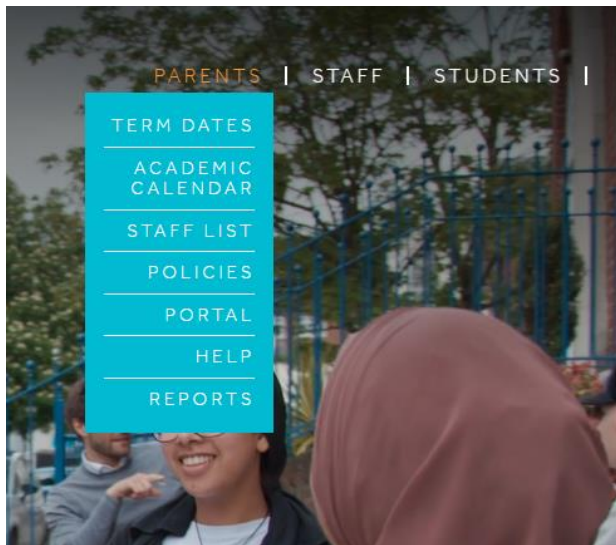 PARENTS | STAFF | STUDENTS |
TERM DATES
ACADEMIC
CALENDAR
STAFF LIST
POLICIES
PORTAL
HELP
REPORTS